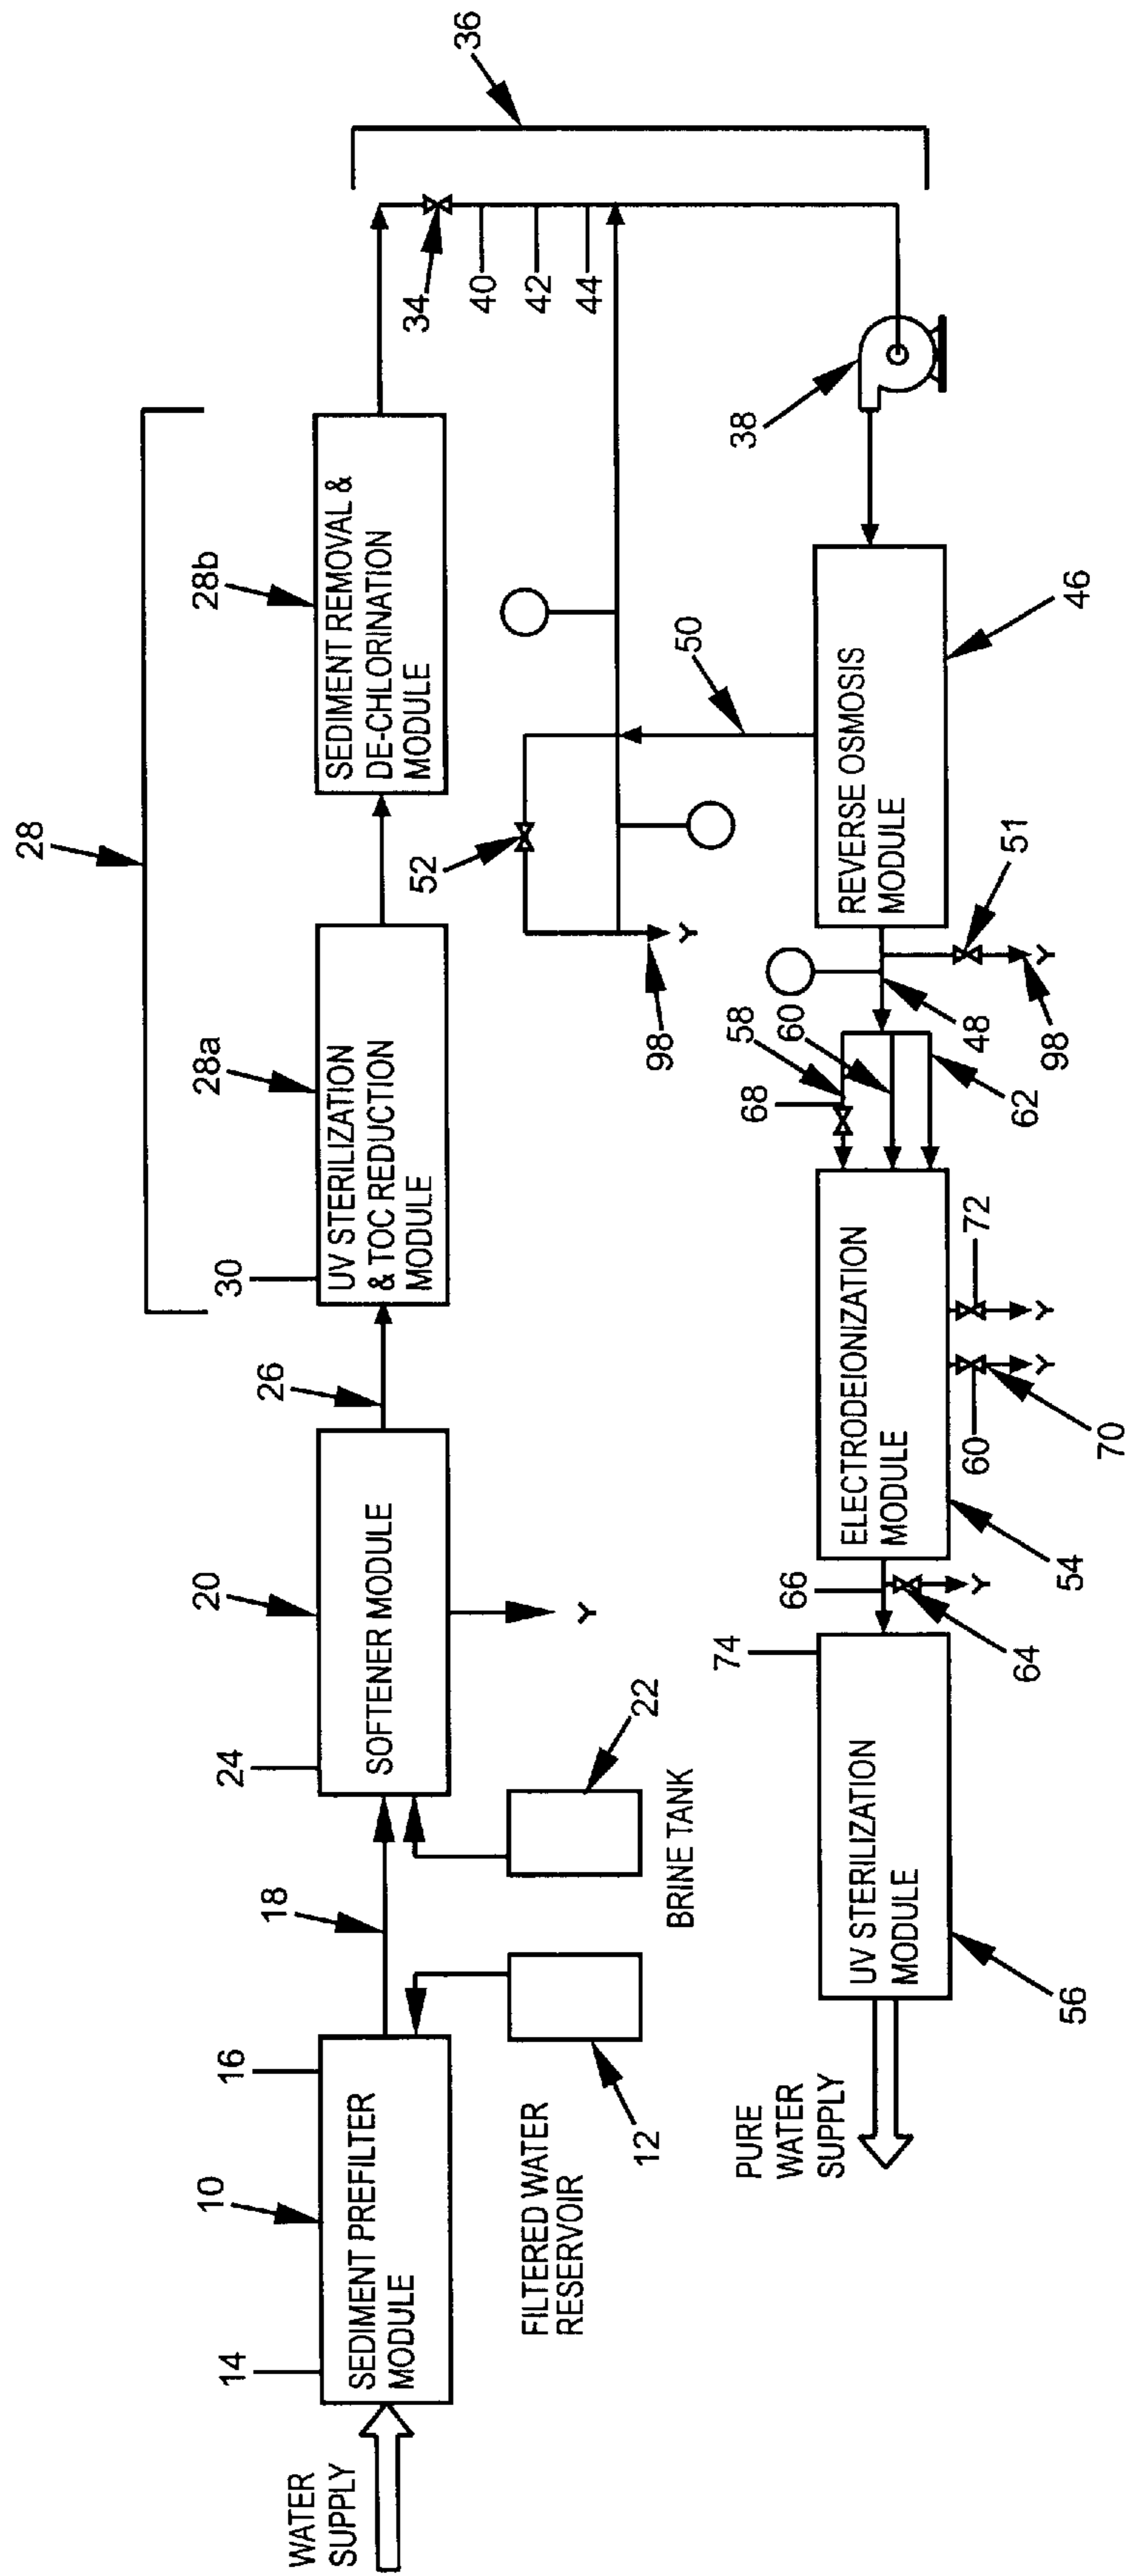 28
36
28b
28a
30
26
20
24
18
16
10
14
SEDIMENT REMOVAL &
DE-CHLORINATION
MODULE
UV STERILIZATION
& TOC REDUCTION
MODULE
SOFTENER MODULE
SEDIMENT PREFILTER
MODULE
WATER
SUPPLY
Y
22
BRINE TANK
12
FILTERED WATER
RESERVOIR
34
40
42
44
52
50
98
Y
38
REVERSE OSMOSIS
MODULE
46
51
Y
98
48
58
60
68
62
ELECTRODEIONIZATION
MODULE
72
Y
Y
60
70
54
66
Y
64
74
UV STERILIZATION
MODULE
56
PURE
WATER
SUPPLY